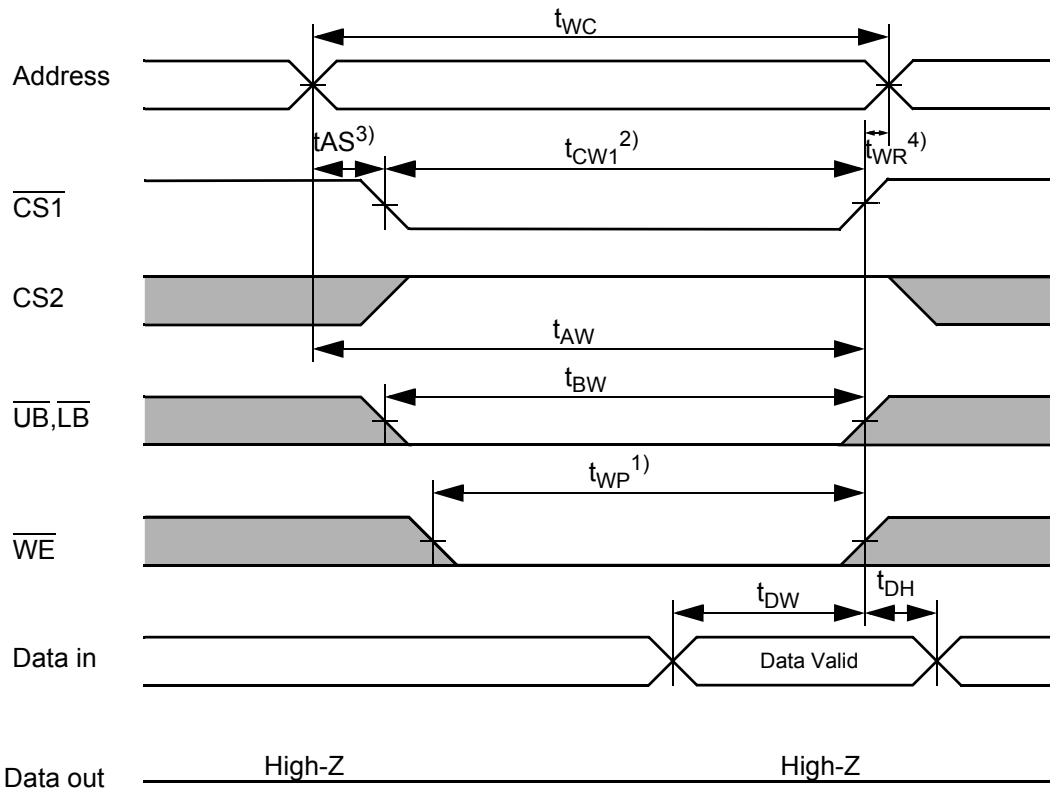 tWC
Address
tAS3) tCW12) tWR4)
CS1
CS2
tAW
tBW
UB,LB
tWP1)
WE
tDW tDH
Data in Data Valid
High-Z High-Z
Data out